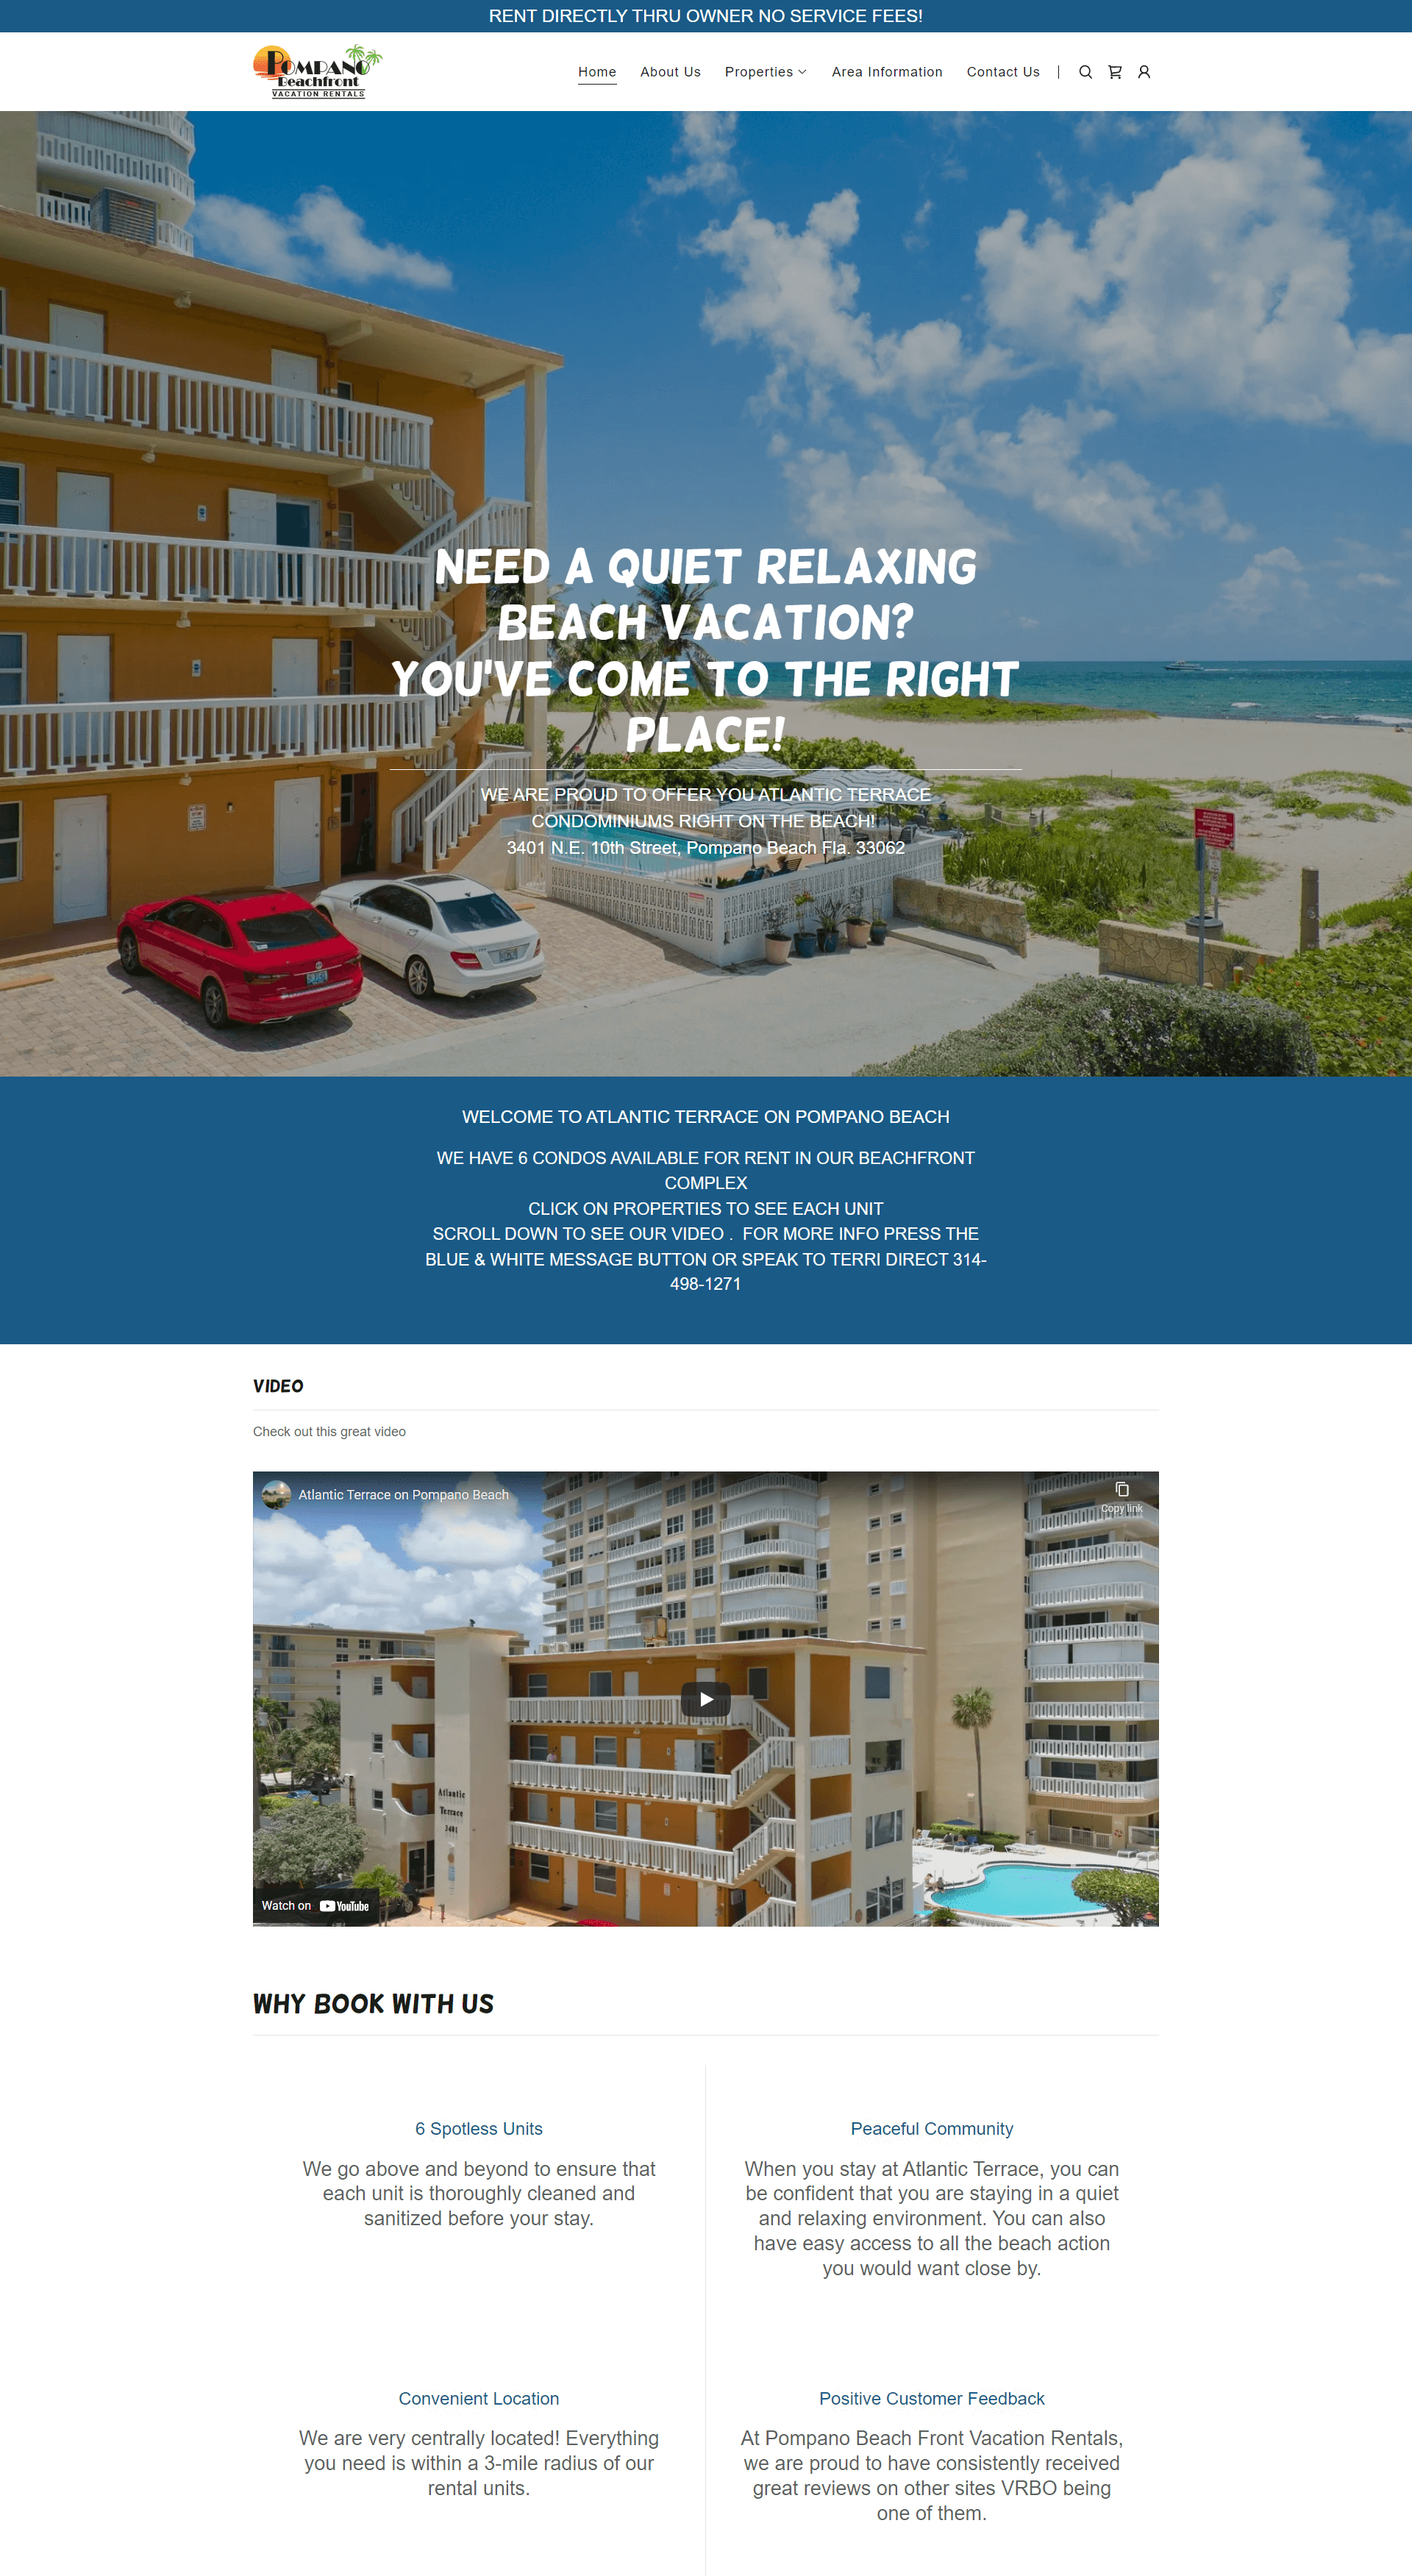 RENT DIRECTLY THRU OWNER NO SERVICE FEES!
POMPANO
Beachfront
VACATION RENTALS
Home About Us Properties Area Information Contact Us
NEED A QUIET RELAXING
BEACH VACATION?
YOU'VE COME TO THE RIGHT
PLACE!
WE ARE PROUD TO OFFER YOU ATLANTIC TERRACE
CONDOMINIUMS RIGHT ON THE BEACH!
3401 N.E. 10th Street, Pompano Beach Fla. 33062
WELCOME TO ATLANTIC TERRACE ON POMPANO BEACH
WE HAVE 6 CONDOS AVAILABLE FOR RENT IN OUR BEACHFRONT
COMPLEX
CLICK ON PROPERTIES TO SEE EACH UNIT
SCROLL DOWN TO SEE OUR VIDEO . FOR MORE INFO PRESS THE
BLUE & WHITE MESSAGE BUTTON OR SPEAK TO TERRI DIRECT 314-
498-1271
VIDEO
Check out this great video
Atlantic Terrace on Pompano Beach
Copy link
Atlantic
Terrace
3401
Watch on YouTube
WHY BOOK WITH US
6 Spotless Units
We go above and beyond to ensure that
each unit is thoroughly cleaned and
sanitized before your stay.
Peaceful Community
When you stay at Atlantic Terrace, you can
be confident that you are staying in a quiet
and relaxing environment. You can also
have easy access to all the beach action
you would want close by.
Convenient Location
We are very centrally located! Everything
you need is within a 3-mile radius of our
rental units.
Positive Customer Feedback
At Pompano Beach Front Vacation Rentals,
we are proud to have consistently received
great reviews on other sites VRBO being
one of them.